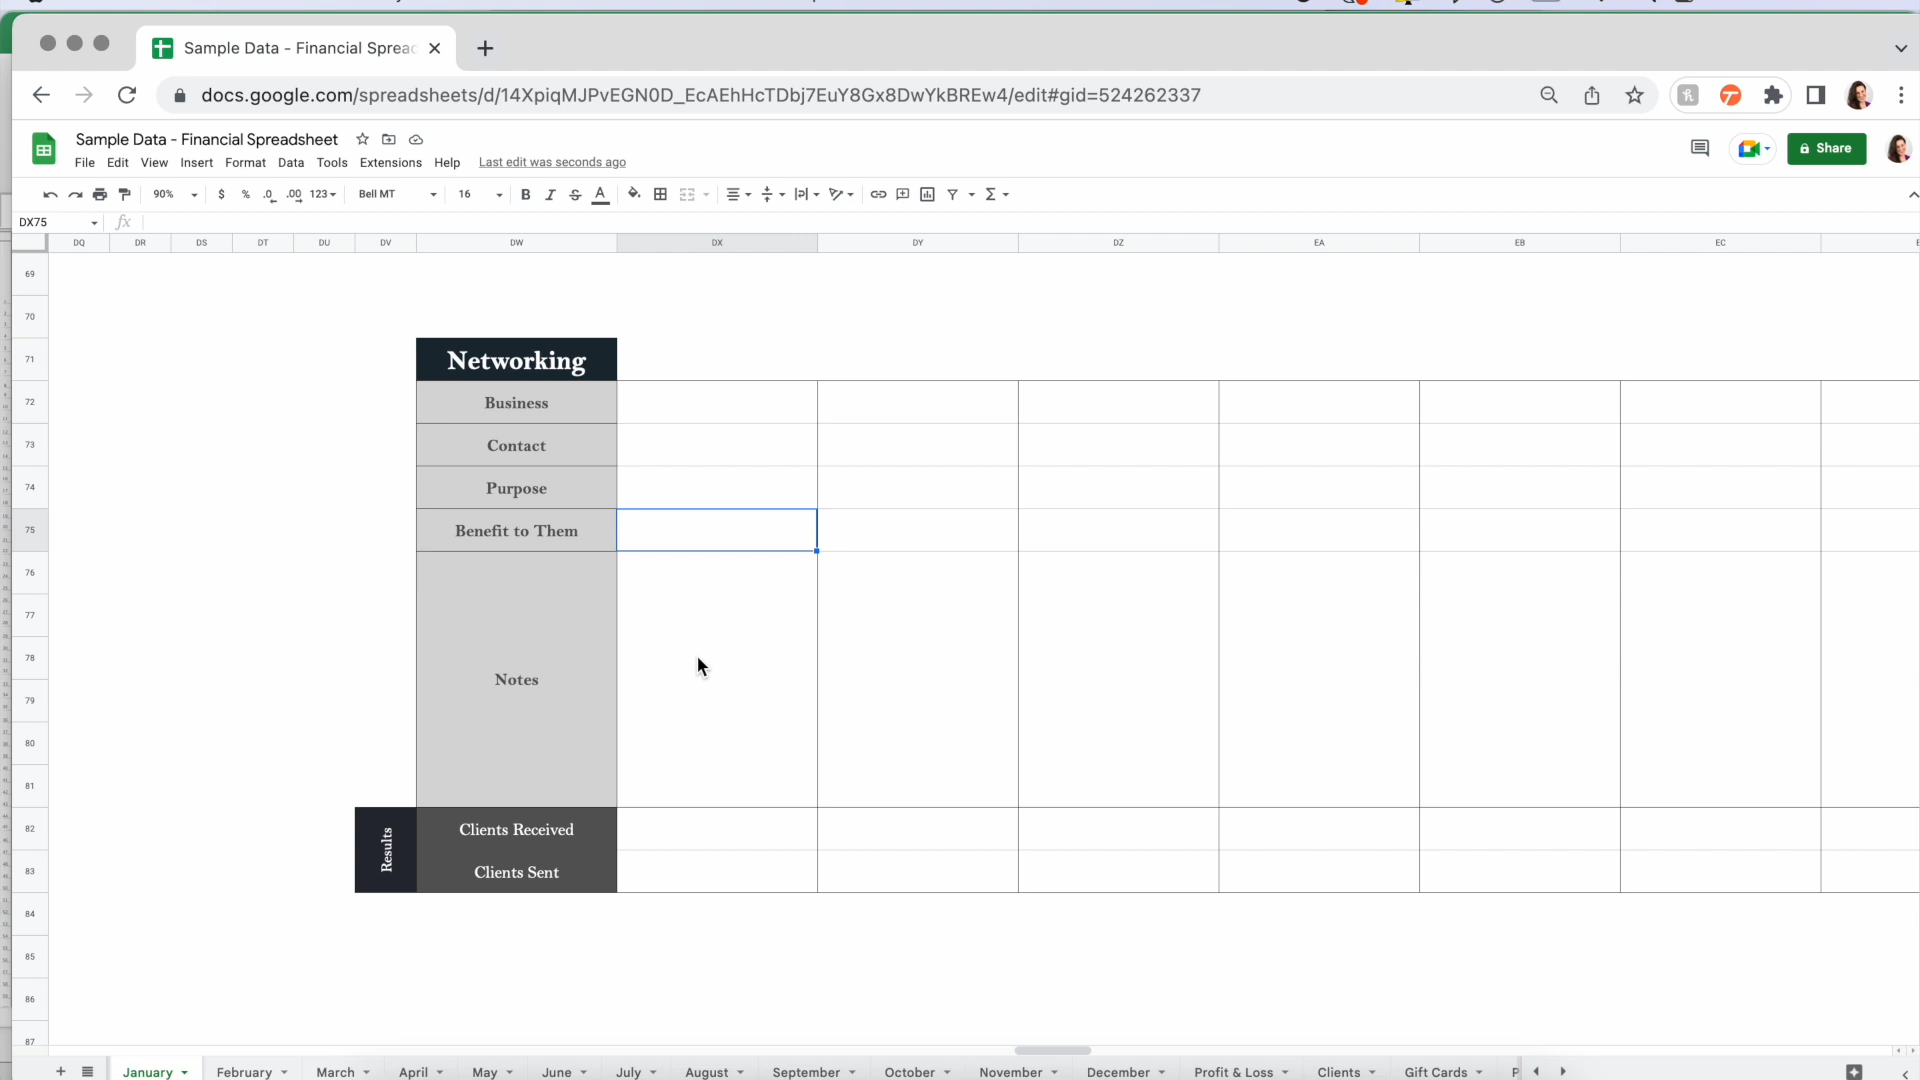 Sample Data - Financial Spreac
docs.google.com/spreadsheets/d/14XpiqMJPvEGN0D_EcAEhHcTDbj7EuY8Gx8DwYkBREw4/edit#gid=524262337
Sample Data - Financial Spreadsheet
File Edit View Insert Format Data Tools Extensions Help Last edit was seconds ago
Share
90% $ % .0 .00 123 Bell MT 16 B I S A
DX75 fx
DQ DR DS DT DU DV DW DX DY DZ EA EB EC
69
70
71 Networking
72 Business
73 Contact
74 Purpose
75 Benefit to Them
76
77
78
Notes
79
80
81
82 Clients Received
Results
83 Clients Sent
84
85
86
87
January February March April May June July August September October November December Profit & Loss Clients Gift Cards P